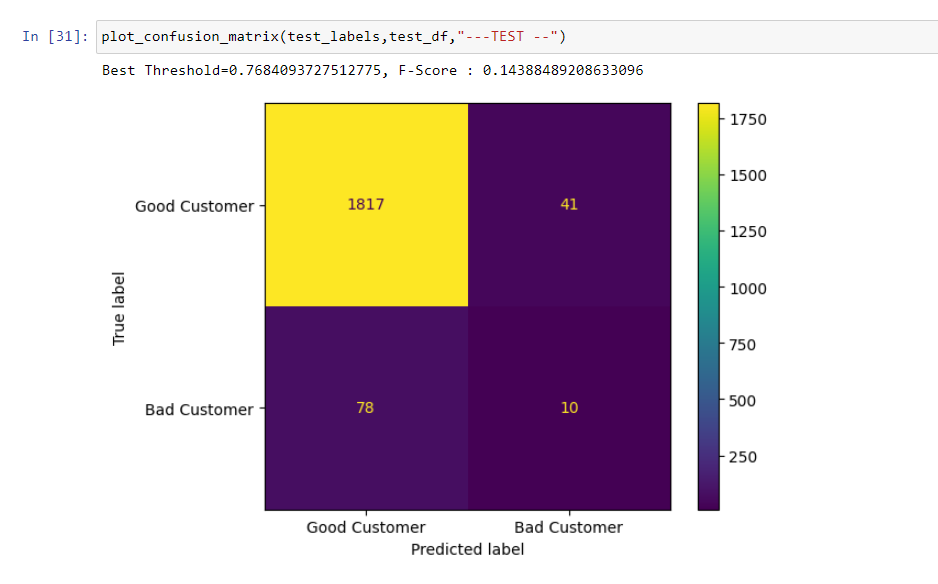 In [31]: plot_confusion_matrix(test_labels,test_df,"---TEST --")
Best Threshold=0.7684093727512775, F-Score : 0.14388489208633096
1750
1500
1250
1000
750
500
250
True label
Good Customer
1817 41
Bad Customer
78 10
Good Customer Bad Customer
Predicted label